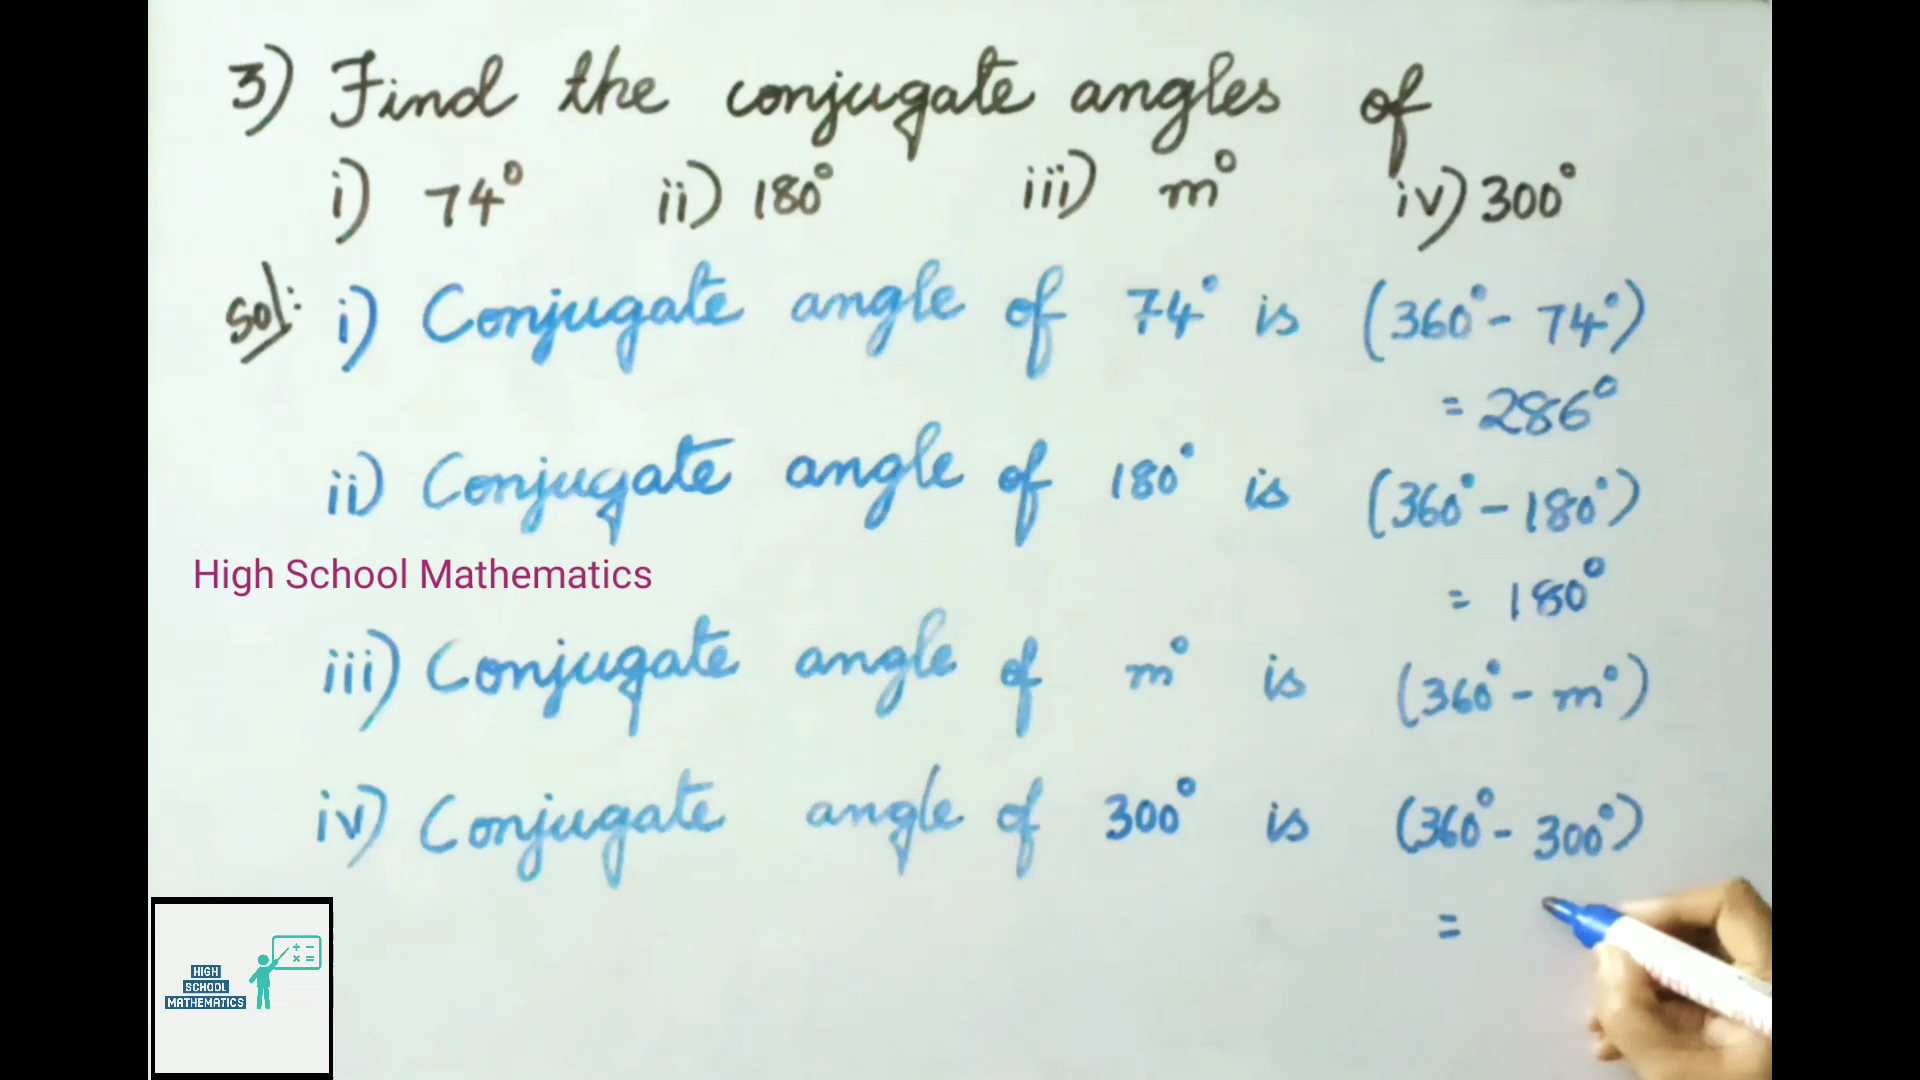 3) Find the conjugate angles of
i) 74° ii) 180° iii) m° iv) 300°
Sol: i) Conjugate angle of 74° is (360° - 74°)
= 286°
ii) Conjugate angle of 180° is (360° - 180°)
High School Mathematics
= 180°
iii) Conjugate angle of m° is (360° - m°)
iv) Conjugate angle of 300° is (360° - 300°)
=
+ -
× =
HIGH
SCHOOL
MATHEMATICS